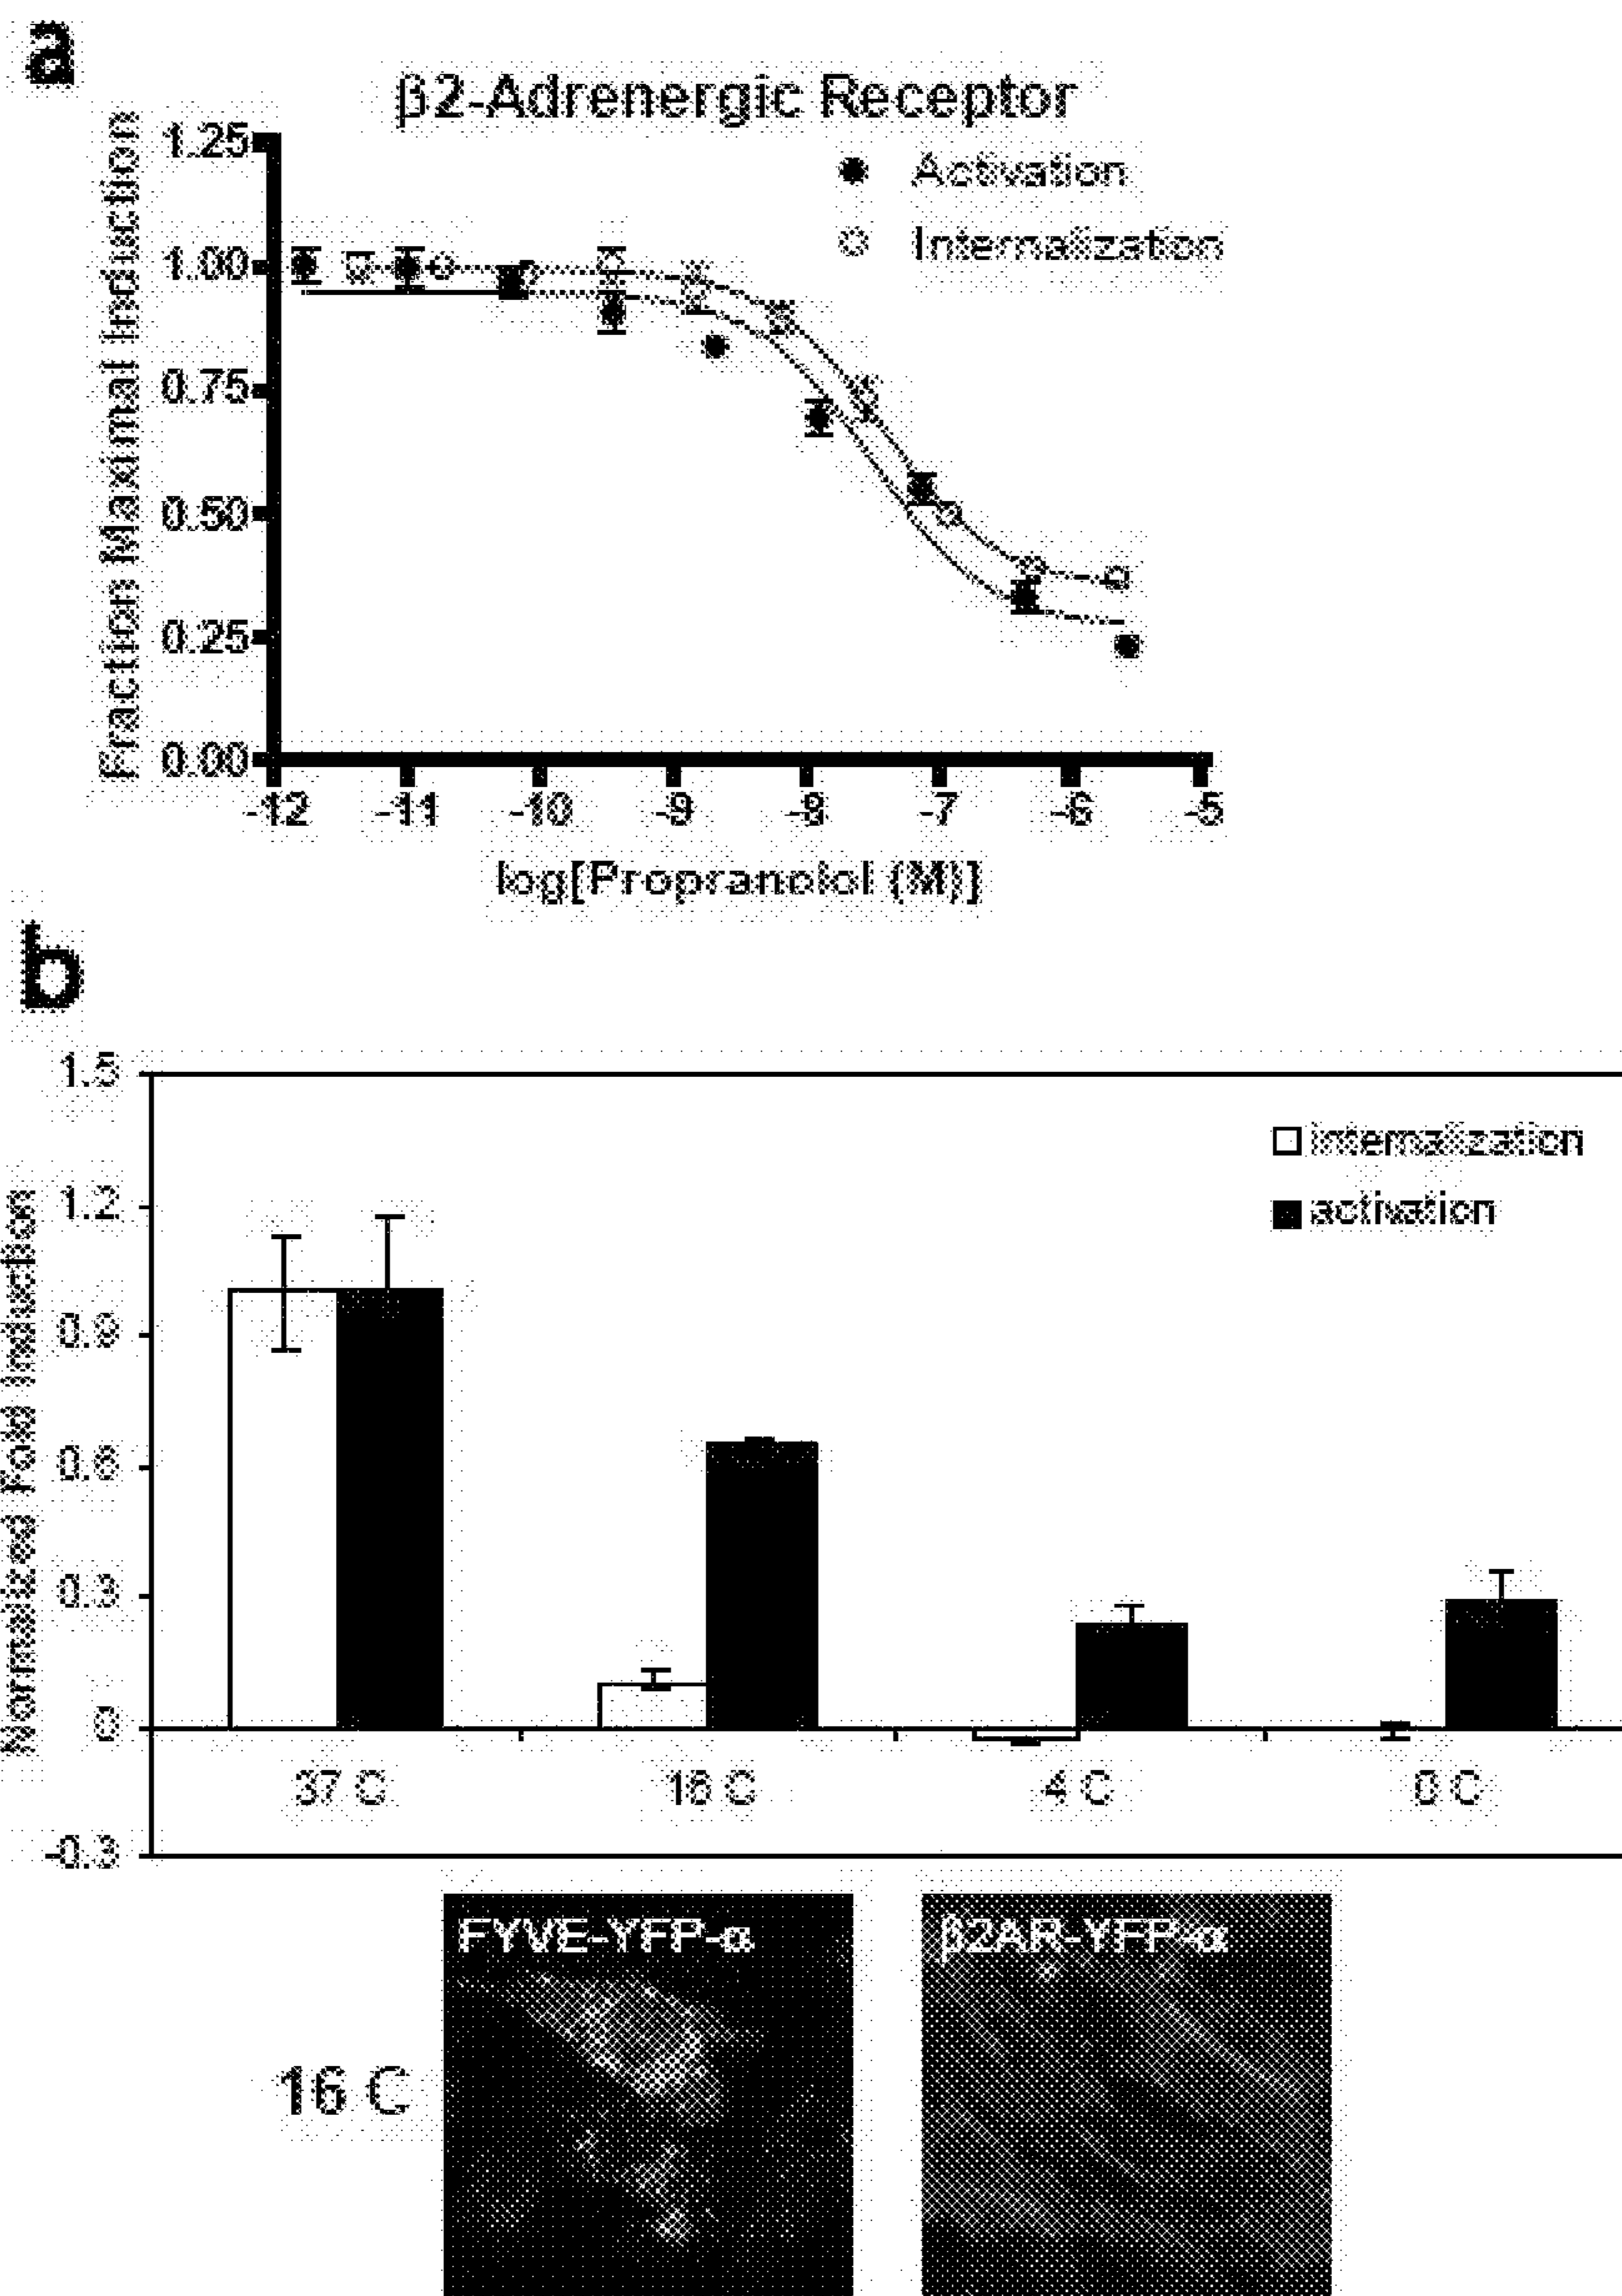 a
β2-Adrenergic Receptor
Activation
Internalization
Fraction Maximal Induction
1.25
1.00
0.75
0.50
0.25
0.00
-12 -11 -10 -9 -8 -7 -6 -5
log[Propranolol (M)]
b
Normalized Fold Induction
1.5
1.2
0.9
0.6
0.3
0
-0.3
internalization
activation
37 C 16 C 4 C 0 C
FYVE-YFP-α β2AR-YFP-α
16 C